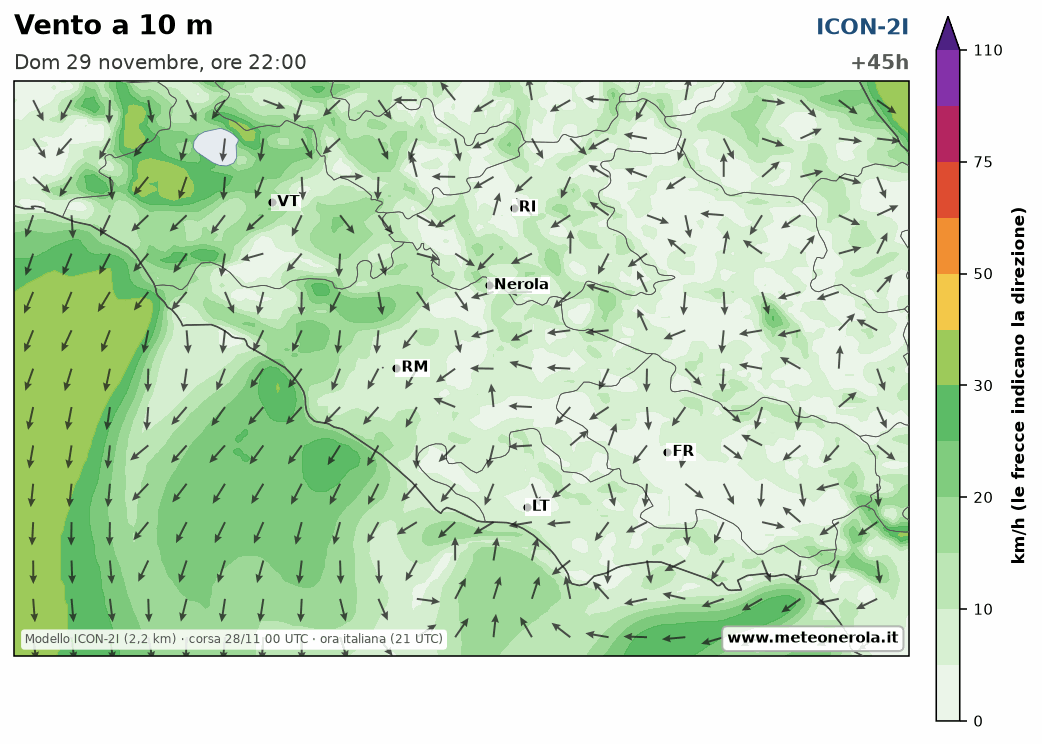 Vento a 10 m
ICON-2I
Dom 29 novembre, ore 22:00
+45h
VT
RI
Nerola
RM
FR
LT
110
75
50
30
20
10
0
km/h (le frecce indicano la direzione)
Modello ICON-2I (2,2 km) · corsa 28/11 00 UTC · ora italiana (21 UTC)
www.meteonerola.it